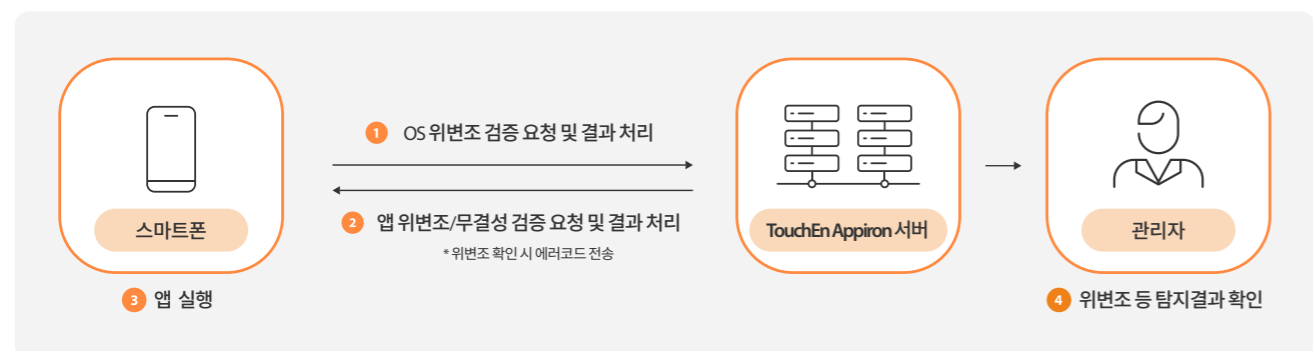 1 OS 위변조 검증 요청 및 결과 처리
2 앱 위변조/무결성 검증 요청 및 결과 처리
* 위변조 확인 시 에러코드 전송
스마트폰
TouchEn Appiron 서버
관리자
3 앱 실행
4 위변조 등 탐지결과 확인